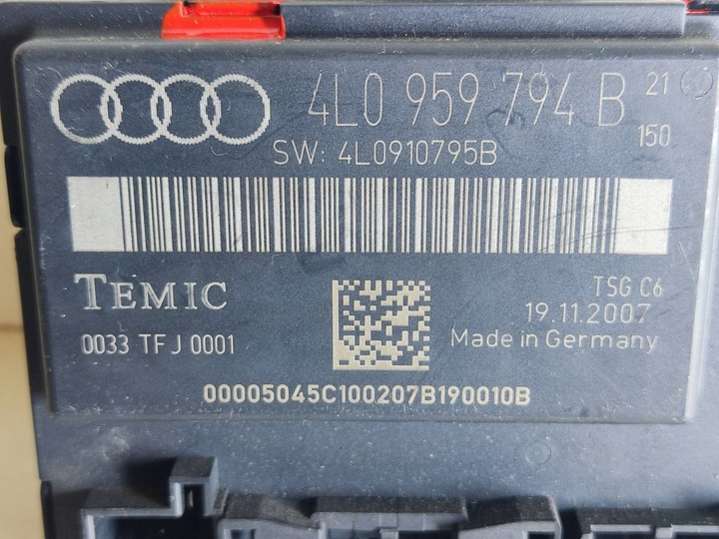 4L0 959 794 B 21
150
SW: 4L0910795B
TEMIC
TSG C6
19.11.2007
0033 TF J 0001
Made in Germany
00005045C100207B190010B